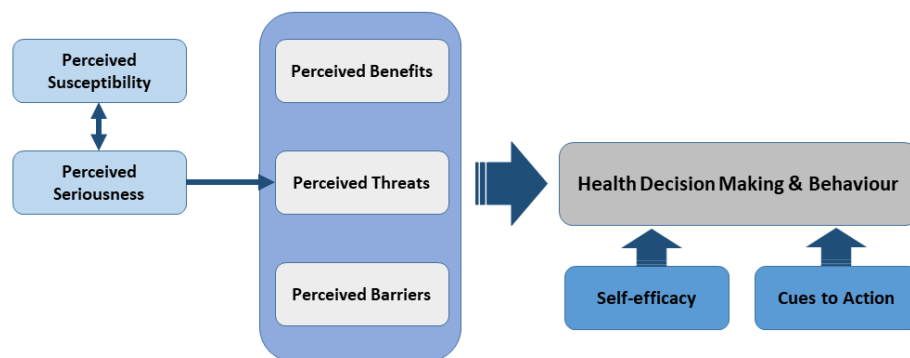 Perceived
Susceptibility
Perceived
Seriousness
Perceived Benefits
Perceived Threats
Perceived Barriers
Health Decision Making & Behaviour
Self-efficacy
Cues to Action